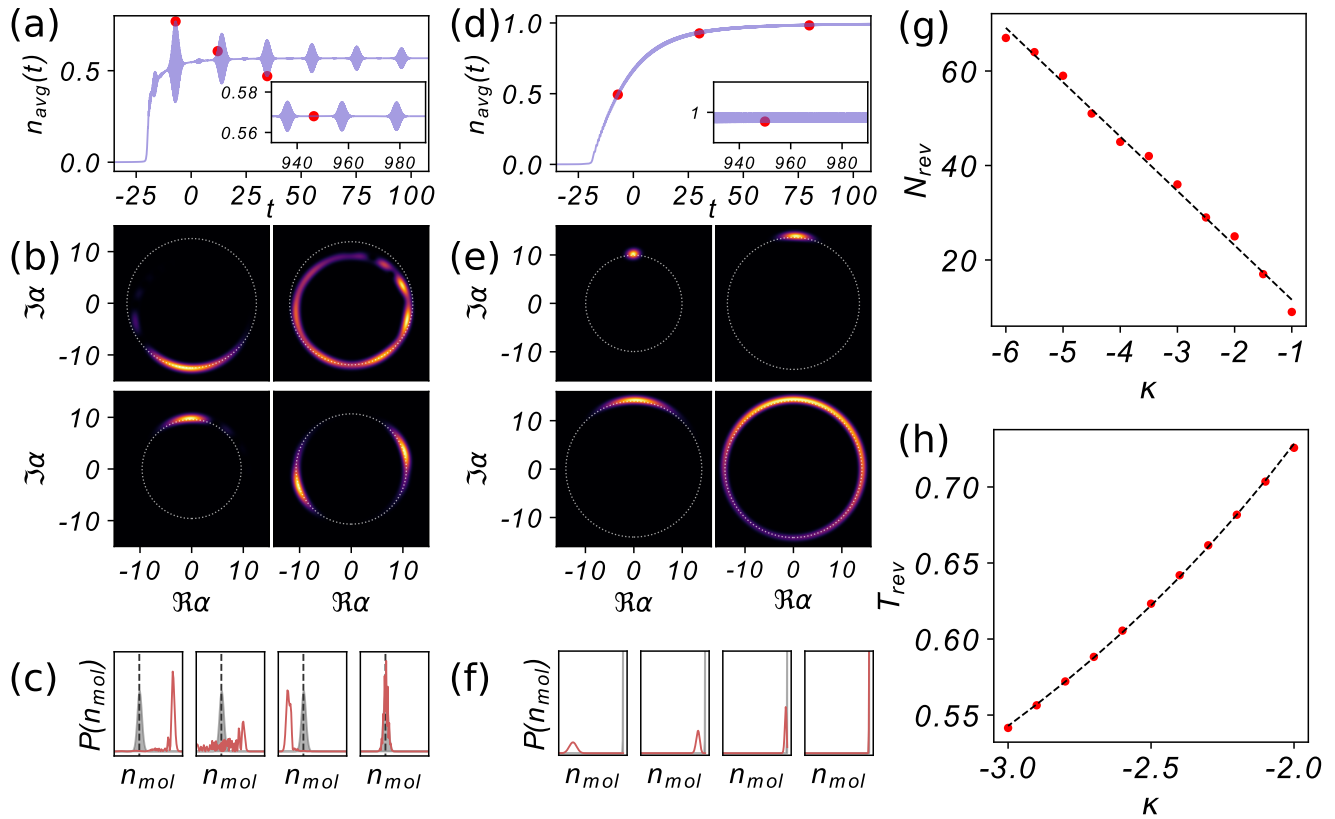 (a)
n_avg(t)
0.5
0.0
0.58
0.56
940 960 980
-25 0 25 50 75 100
t
(d)
n_avg(t)
1.0
0.5
0.0
1
940 960 980
-25 0 25 50 75 100
t
(g)
N_rev
60
40
20
-6 -5 -4 -3 -2 -1
κ
(b)
ℑα
10
0
-10
ℑα
10
0
-10
-10 0 10
-10 0 10
ℜα
ℜα
(e)
ℑα
10
0
-10
ℑα
10
0
-10
-10 0 10
-10 0 10
ℜα
ℜα
(h)
T_rev
0.70
0.65
0.60
0.55
-3.0 -2.5 -2.0
κ
(c)
P(n_mol)
n_mol n_mol n_mol n_mol
(f)
P(n_mol)
n_mol n_mol n_mol n_mol